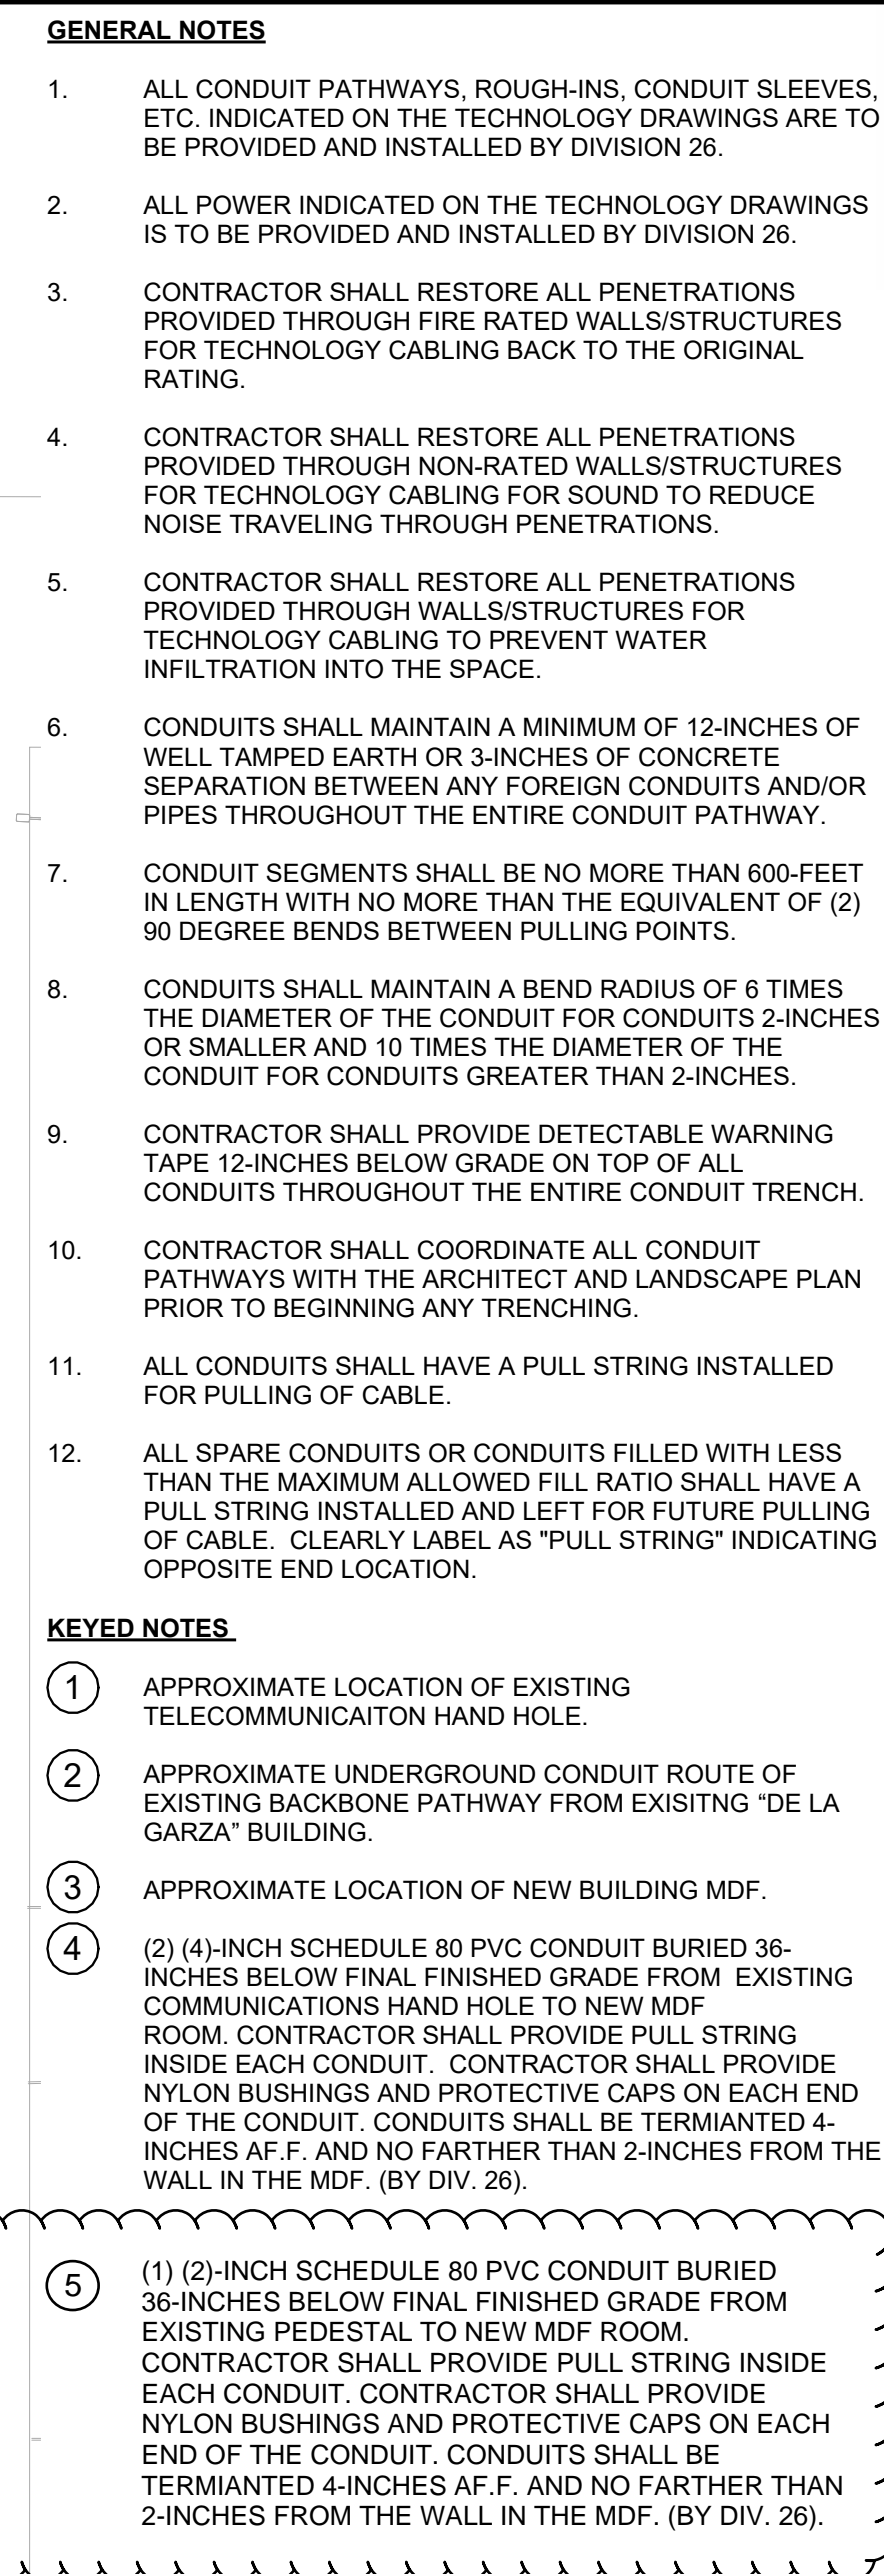 GENERAL NOTES
1. ALL CONDUIT PATHWAYS, ROUGH-INS, CONDUIT SLEEVES,
ETC. INDICATED ON THE TECHNOLOGY DRAWINGS ARE TO
BE PROVIDED AND INSTALLED BY DIVISION 26.
2. ALL POWER INDICATED ON THE TECHNOLOGY DRAWINGS
IS TO BE PROVIDED AND INSTALLED BY DIVISION 26.
3. CONTRACTOR SHALL RESTORE ALL PENETRATIONS
PROVIDED THROUGH FIRE RATED WALLS/STRUCTURES
FOR TECHNOLOGY CABLING BACK TO THE ORIGINAL
RATING.
4. CONTRACTOR SHALL RESTORE ALL PENETRATIONS
PROVIDED THROUGH NON-RATED WALLS/STRUCTURES
FOR TECHNOLOGY CABLING FOR SOUND TO REDUCE
NOISE TRAVELING THROUGH PENETRATIONS.
5. CONTRACTOR SHALL RESTORE ALL PENETRATIONS
PROVIDED THROUGH WALLS/STRUCTURES FOR
TECHNOLOGY CABLING TO PREVENT WATER
INFILTRATION INTO THE SPACE.
6. CONDUITS SHALL MAINTAIN A MINIMUM OF 12-INCHES OF
WELL TAMPED EARTH OR 3-INCHES OF CONCRETE
SEPARATION BETWEEN ANY FOREIGN CONDUITS AND/OR
PIPES THROUGHOUT THE ENTIRE CONDUIT PATHWAY.
7. CONDUIT SEGMENTS SHALL BE NO MORE THAN 600-FEET
IN LENGTH WITH NO MORE THAN THE EQUIVALENT OF (2)
90 DEGREE BENDS BETWEEN PULLING POINTS.
8. CONDUITS SHALL MAINTAIN A BEND RADIUS OF 6 TIMES
THE DIAMETER OF THE CONDUIT FOR CONDUITS 2-INCHES
OR SMALLER AND 10 TIMES THE DIAMETER OF THE
CONDUIT FOR CONDUITS GREATER THAN 2-INCHES.
9. CONTRACTOR SHALL PROVIDE DETECTABLE WARNING
TAPE 12-INCHES BELOW GRADE ON TOP OF ALL
CONDUITS THROUGHOUT THE ENTIRE CONDUIT TRENCH.
10. CONTRACTOR SHALL COORDINATE ALL CONDUIT
PATHWAYS WITH THE ARCHITECT AND LANDSCAPE PLAN
PRIOR TO BEGINNING ANY TRENCHING.
11. ALL CONDUITS SHALL HAVE A PULL STRING INSTALLED
FOR PULLING OF CABLE.
12. ALL SPARE CONDUITS OR CONDUITS FILLED WITH LESS
THAN THE MAXIMUM ALLOWED FILL RATIO SHALL HAVE A
PULL STRING INSTALLED AND LEFT FOR FUTURE PULLING
OF CABLE. CLEARLY LABEL AS "PULL STRING" INDICATING
OPPOSITE END LOCATION.
KEYED NOTES
1 APPROXIMATE LOCATION OF EXISTING
TELECOMMUNICAITON HAND HOLE.
2 APPROXIMATE UNDERGROUND CONDUIT ROUTE OF
EXISTING BACKBONE PATHWAY FROM EXISITNG “DE LA
GARZA” BUILDING.
3 APPROXIMATE LOCATION OF NEW BUILDING MDF.
4 (2) (4)-INCH SCHEDULE 80 PVC CONDUIT BURIED 36-
INCHES BELOW FINAL FINISHED GRADE FROM EXISTING
COMMUNICATIONS HAND HOLE TO NEW MDF
ROOM. CONTRACTOR SHALL PROVIDE PULL STRING
INSIDE EACH CONDUIT. CONTRACTOR SHALL PROVIDE
NYLON BUSHINGS AND PROTECTIVE CAPS ON EACH END
OF THE CONDUIT. CONDUITS SHALL BE TERMIANTED 4-
INCHES AF.F. AND NO FARTHER THAN 2-INCHES FROM THE
WALL IN THE MDF. (BY DIV. 26).
5 (1) (2)-INCH SCHEDULE 80 PVC CONDUIT BURIED
36-INCHES BELOW FINAL FINISHED GRADE FROM
EXISTING PEDESTAL TO NEW MDF ROOM.
CONTRACTOR SHALL PROVIDE PULL STRING INSIDE
EACH CONDUIT. CONTRACTOR SHALL PROVIDE
NYLON BUSHINGS AND PROTECTIVE CAPS ON EACH
END OF THE CONDUIT. CONDUITS SHALL BE
TERMIANTED 4-INCHES AF.F. AND NO FARTHER THAN
2-INCHES FROM THE WALL IN THE MDF. (BY DIV. 26).